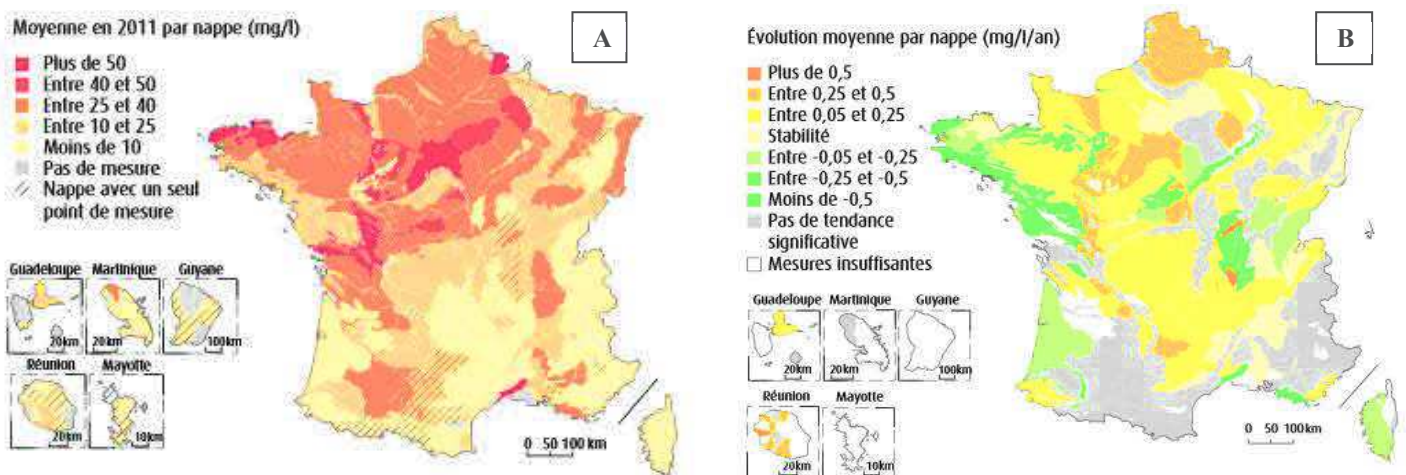 Moyenne en 2011 par nappe (mg/l)
A
Plus de 50
Entre 40 et 50
Entre 25 et 40
Entre 10 et 25
Moins de 10
Pas de mesure
Nappe avec un seul
point de mesure
Guadeloupe
Martinique
Guyane
20km
20km
100km
Réunion
Mayotte
20km
10km
0 50 100 km
Évolution moyenne par nappe (mg/l/an)
B
Plus de 0,5
Entre 0,25 et 0,5
Entre 0,05 et 0,25
Stabilité
Entre -0,05 et -0,25
Entre -0,25 et -0,5
Moins de -0,5
Pas de tendance
significative
Mesures insuffisantes
Guadeloupe
Martinique
Guyane
20km
20km
100km
Réunion
Mayotte
20km
10km
0 50 100 km